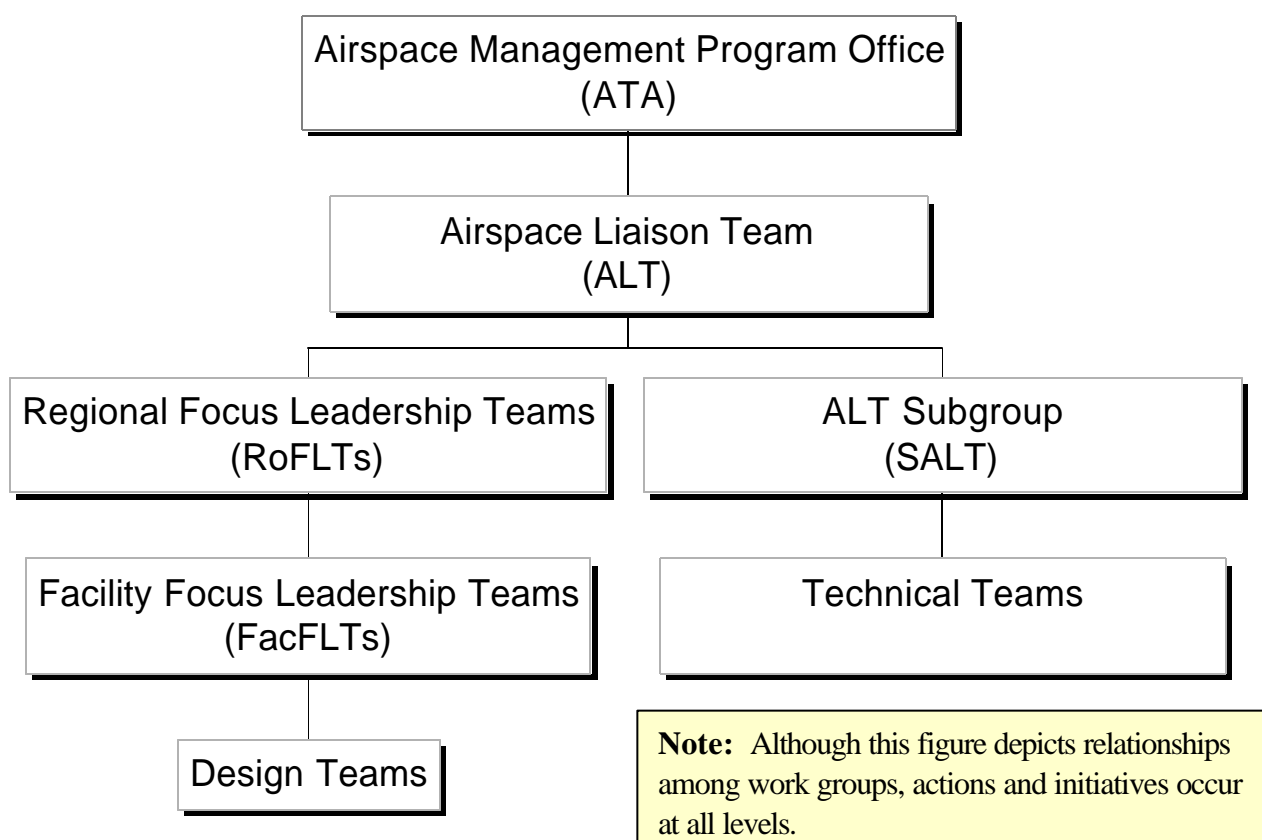 Airspace Management Program Office
(ATA)
Airspace Liaison Team
(ALT)
Regional Focus Leadership Teams
(RoFLTs)
ALT Subgroup
(SALT)
Facility Focus Leadership Teams
(FacFLTs)
Technical Teams
Design Teams
Note: Although this figure depicts relationships
among work groups, actions and initiatives occur
at all levels.